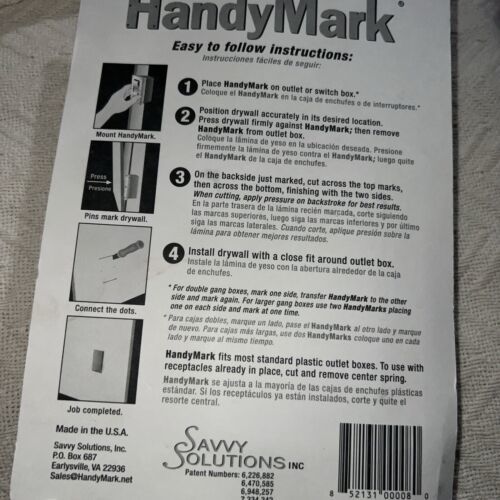 HandyMark®
Easy to follow instructions:
Instrucciones fáciles de seguir:
Mount HandyMark.
1 Place HandyMark on outlet or switch box.*
Coloque el HandyMark en la caja de enchufes o de interruptores.*
2 Position drywall accurately in its desired location.
Press drywall firmly against HandyMark; then remove
HandyMark from outlet box.
Coloque la lámina de yeso en la ubicación deseada. Presione
firmemente la lámina de yeso contra el HandyMark; luego quite
el HandyMark de la caja de enchufes.
Press
Presione
Pins mark drywall.
3 On the backside just marked, cut across the top marks,
then across the bottom, finishing with the two sides.
When cutting, apply pressure on backstroke for best results.
En la parte trasera de la lámina recién marcada, corte siguiendo
las marcas superiores, luego siga las marcas inferiores y por último
siga las marcas laterales. Cuando corte, aplique presión sobre la
lámina para obtener mejores resultados.
Connect the dots.
4 Install drywall with a close fit around outlet box.
Instale la lámina de yeso con la abertura alrededor de la caja
de enchufes.
* For double gang boxes, mark one side, transfer HandyMark to the other
side and mark again. For larger gang boxes use two HandyMarks placing
one on each side and mark at one time.
* Para cajas dobles, marque un lado, pase el HandyMark al otro lado y marque
de nuevo. Para cajas más largas, use dos HandyMarks coloque uno en cada
lado y marque al mismo tiempo.
Job completed.
HandyMark fits most standard plastic outlet boxes. To use with
receptacles already in place, cut and remove center spring.
HandyMark se ajusta a la mayoría de las cajas de enchufes plásticas
estándar. Si los receptáculos ya están instalados, corte y quite el
resorte central.
Made in the U.S.A.
Savvy Solutions, Inc.
P.O. Box 687
Earlysville, VA 22936
Sales@HandyMark.net
SAVVY
SOLUTIONS INC
Patent Numbers: 6,226,882
6,470,585
6,948,257
7,234,243
8 52131 00008 0